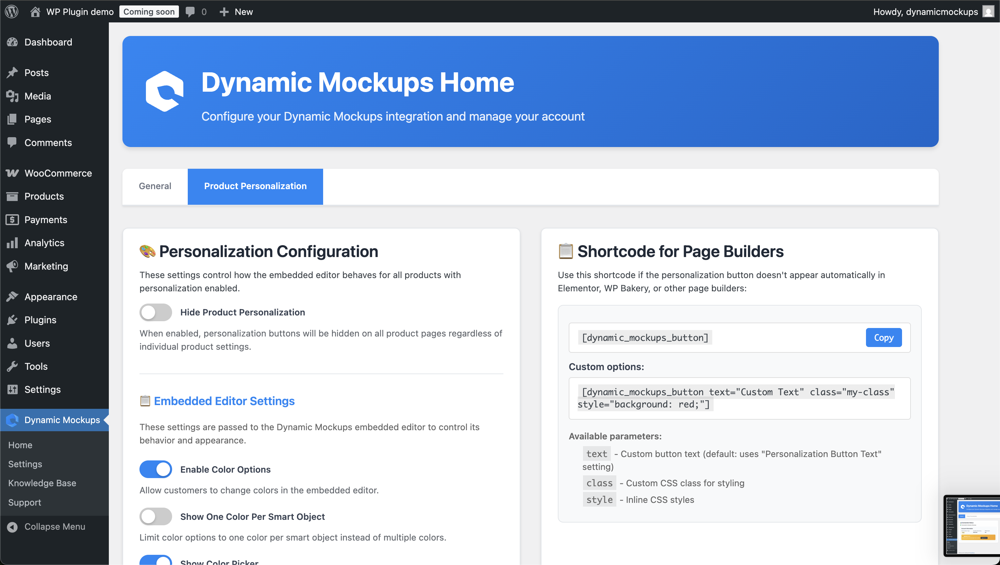 WP Plugin demo
Coming soon
0
New
Howdy, dynamicmockups
Dashboard
Posts
Media
Pages
Comments
WooCommerce
Products
Payments
Analytics
Marketing
Appearance
Plugins
Users
Tools
Settings
Dynamic Mockups
Home
Settings
Knowledge Base
Support
Collapse Menu
Dynamic Mockups Home
Configure your Dynamic Mockups integration and manage your account
General
Product Personalization
Personalization Configuration
These settings control how the embedded editor behaves for all products with
personalization enabled.
Hide Product Personalization
When enabled, personalization buttons will be hidden on all product pages regardless of
individual product settings.
Embedded Editor Settings
These settings are passed to the Dynamic Mockups embedded editor to control its
behavior and appearance.
Enable Color Options
Allow customers to change colors in the embedded editor.
Show One Color Per Smart Object
Limit color options to one color per smart object instead of multiple colors.
Show Color Picker
Shortcode for Page Builders
Use this shortcode if the personalization button doesn't appear automatically in
Elementor, WP Bakery, or other page builders:
[dynamic_mockups_button]
Copy
Custom options:
[dynamic_mockups_button text="Custom Text" class="my-class"
style="background: red;"]
Available parameters:
text - Custom button text (default: uses "Personalization Button Text"
setting)
class - Custom CSS class for styling
style - Inline CSS styles
Dynamic Mockups Home